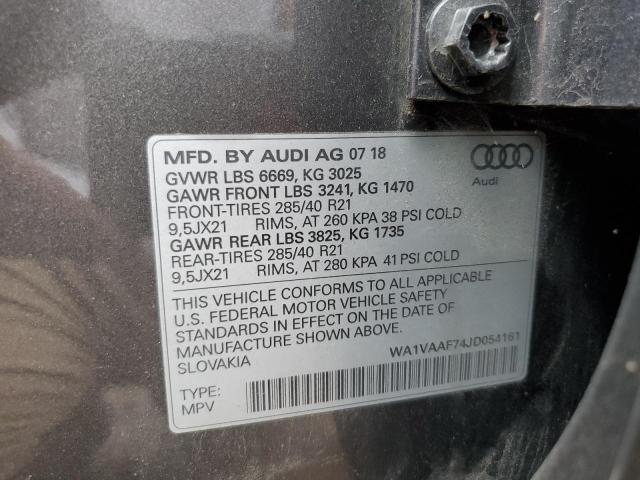 MFD. BY AUDI AG 07 18
GVWR LBS 6669, KG 3025
GAWR FRONT LBS 3241, KG 1470
FRONT-TIRES 285/40 R21
9,5JX21 RIMS, AT 260 KPA 38 PSI COLD
GAWR REAR LBS 3825, KG 1735
REAR-TIRES 285/40 R21
9,5JX21 RIMS, AT 280 KPA 41 PSI COLD
Audi
THIS VEHICLE CONFORMS TO ALL APPLICABLE
U.S. FEDERAL MOTOR VEHICLE SAFETY
STANDARDS IN EFFECT ON THE DATE OF
MANUFACTURE SHOWN ABOVE.
SLOVAKIA
WA1VAAF74JD054161
TYPE:
MPV